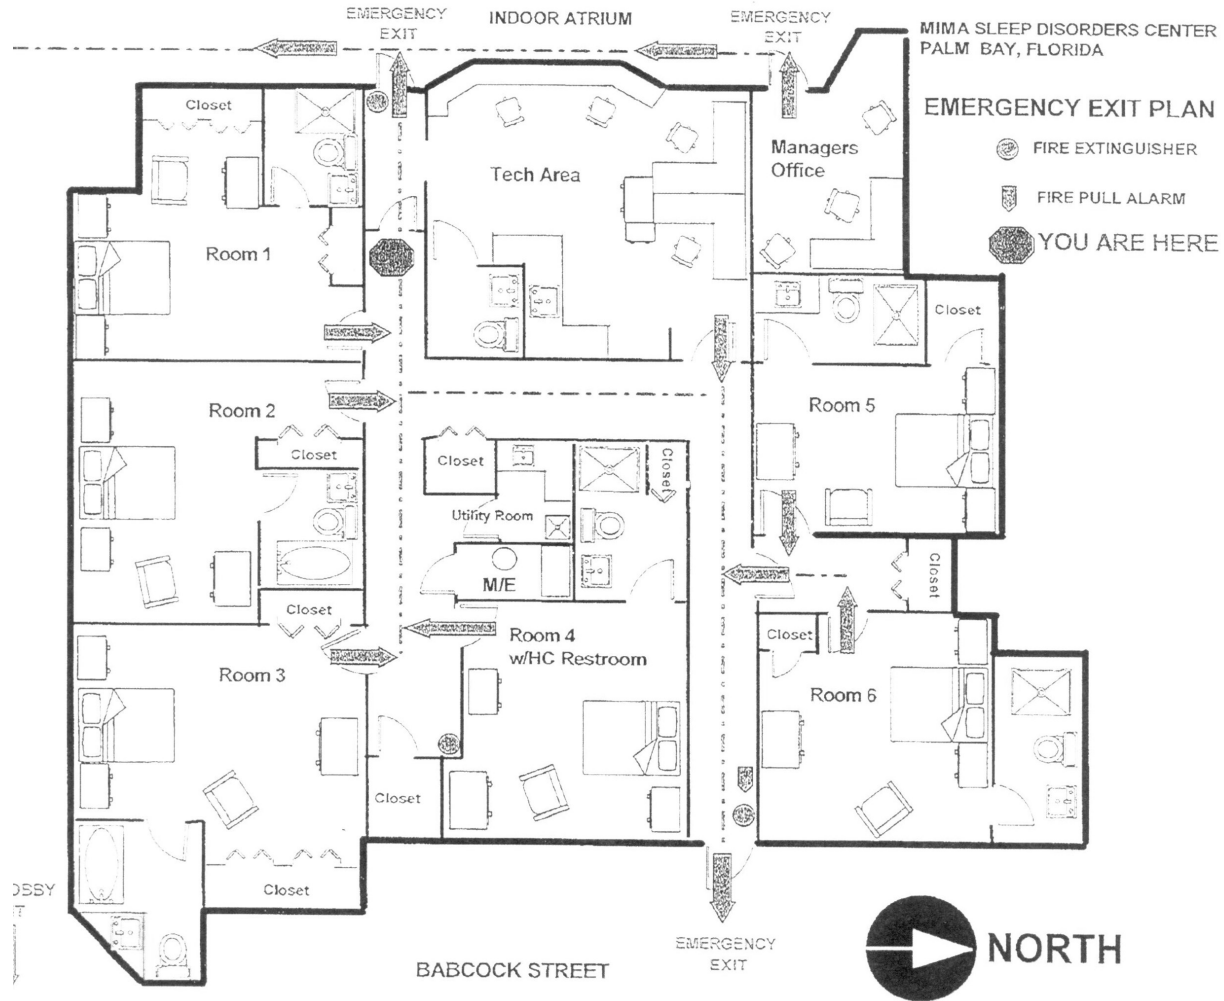 EMERGENCY
EXIT
INDOOR ATRIUM
EMERGENCY
EXIT
MIMA SLEEP DISORDERS CENTER
PALM BAY, FLORIDA
EMERGENCY EXIT PLAN
FIRE EXTINGUISHER
FIRE PULL ALARM
YOU ARE HERE
Closet
Tech Area
Managers
Office
Room 1
Closet
Room 2
Room 5
Closet
Closet
Closet
Utility Room
M/E
Closet
Closet
Room 4
w/HC Restroom
Closet
Room 3
Room 6
Closet
Closet
EMERGENCY
EXIT
BABCOCK STREET
NORTH